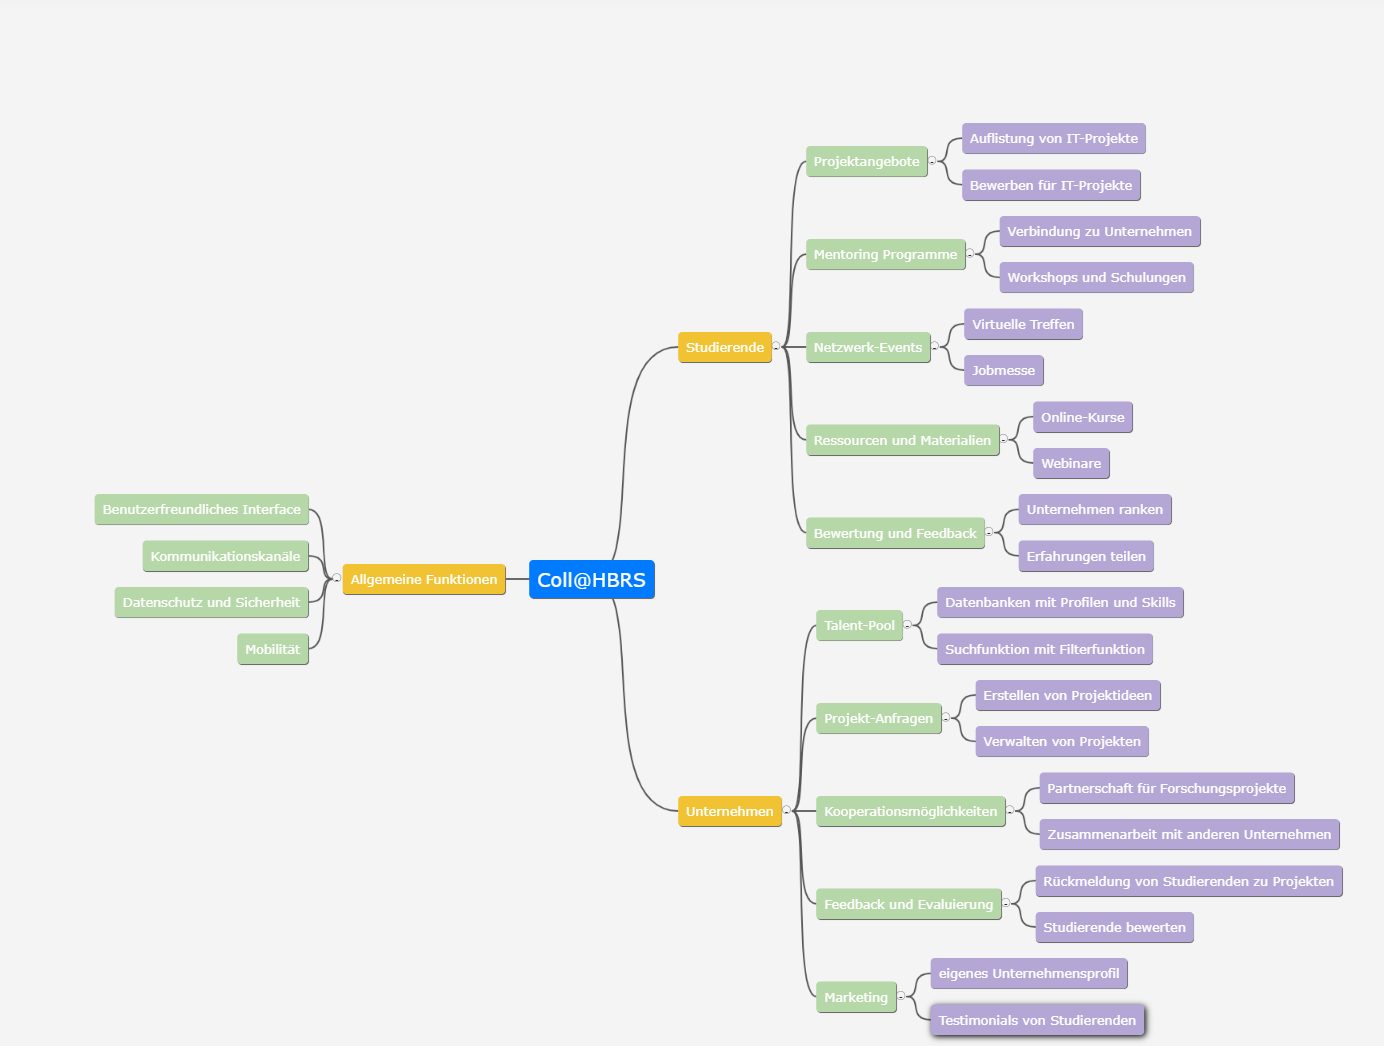 Coll@HBRS
Allgemeine Funktionen
Benutzerfreundliches Interface
Kommunikationskanäle
Datenschutz und Sicherheit
Mobilität
Studierende
Projektangebote
Auflistung von IT-Projekte
Bewerben für IT-Projekte
Mentoring Programme
Verbindung zu Unternehmen
Workshops und Schulungen
Netzwerk-Events
Virtuelle Treffen
Jobmesse
Ressourcen und Materialien
Online-Kurse
Webinare
Bewertung und Feedback
Unternehmen ranken
Erfahrungen teilen
Unternehmen
Talent-Pool
Datenbanken mit Profilen und Skills
Suchfunktion mit Filterfunktion
Projekt-Anfragen
Erstellen von Projektideen
Verwalten von Projekten
Kooperationsmöglichkeiten
Partnerschaft für Forschungsprojekte
Zusammenarbeit mit anderen Unternehmen
Feedback und Evaluierung
Rückmeldung von Studierenden zu Projekten
Studierende bewerten
Marketing
eigenes Unternehmensprofil
Testimonials von Studierenden